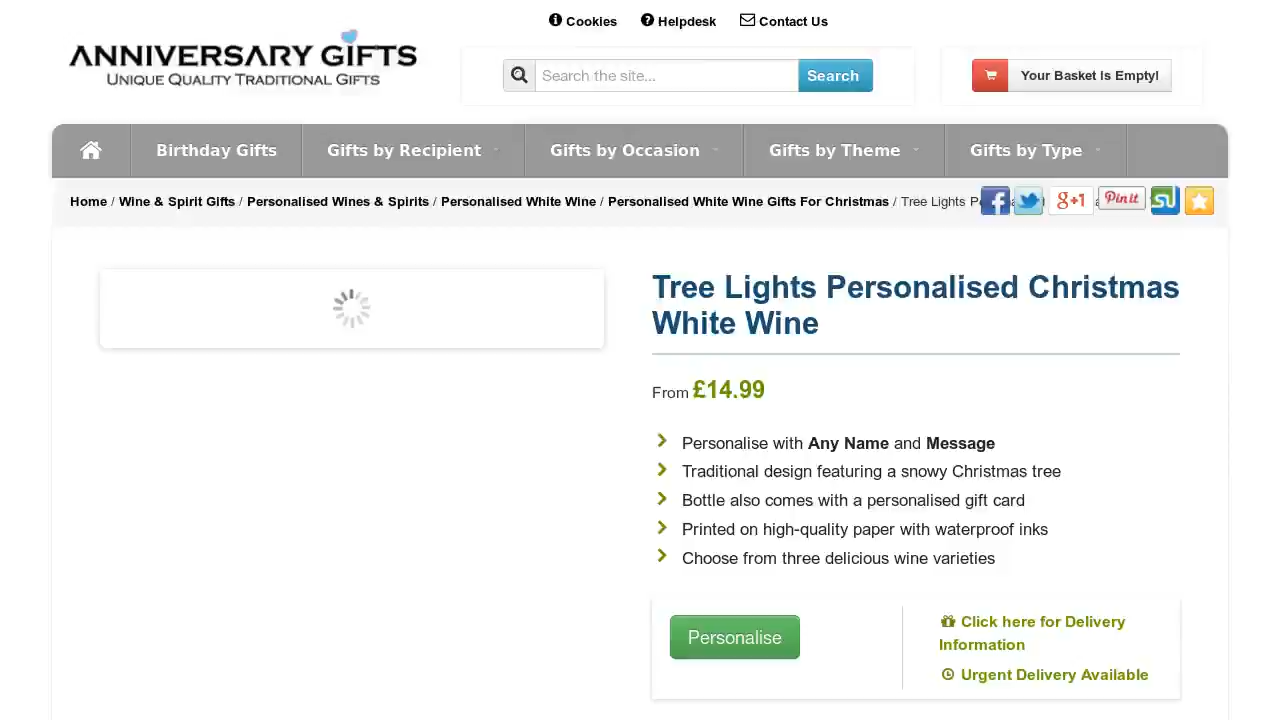 Cookies Helpdesk Contact Us
ANNIVERSARY GIFTS
UNIQUE QUALITY TRADITIONAL GIFTS
Search the site... Search
Your Basket Is Empty!
Birthday Gifts Gifts by Recipient Gifts by Occasion Gifts by Theme Gifts by Type
Home / Wine & Spirit Gifts / Personalised Wines & Spirits / Personalised White Wine / Personalised White Wine Gifts For Christmas / Tree Lights
g+1 Pin it
Tree Lights Personalised Christmas
White Wine
From £14.99
Personalise with Any Name and Message
Traditional design featuring a snowy Christmas tree
Bottle also comes with a personalised gift card
Printed on high-quality paper with waterproof inks
Choose from three delicious wine varieties
Personalise
Click here for Delivery
Information
Urgent Delivery Available